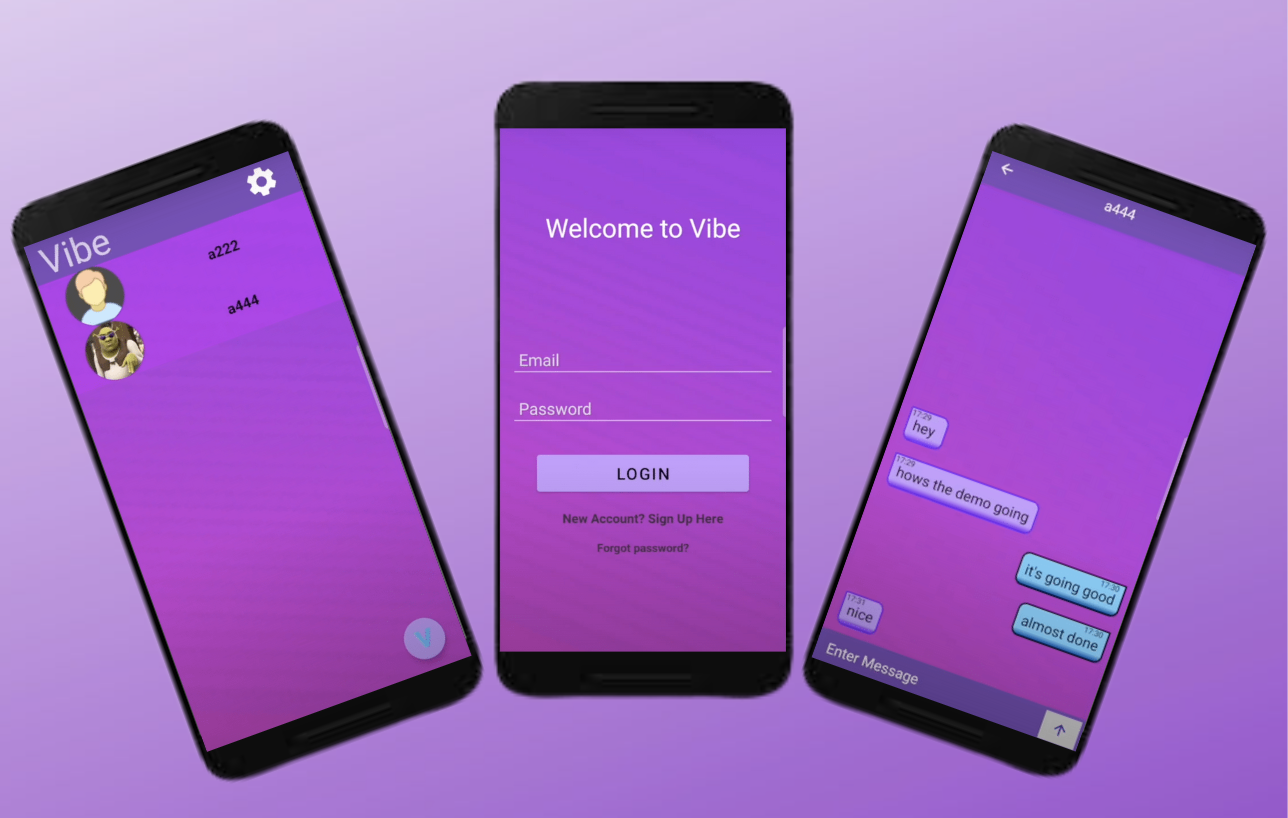 Vibe
a222
a444
Welcome to Vibe
Email
Password
LOGIN
New Account? Sign Up Here
Forgot password?
a444
17:29
hey
17:29
hows the demo going
17:30
it's going good
17:30
almost done
17:31
nice
Enter Message